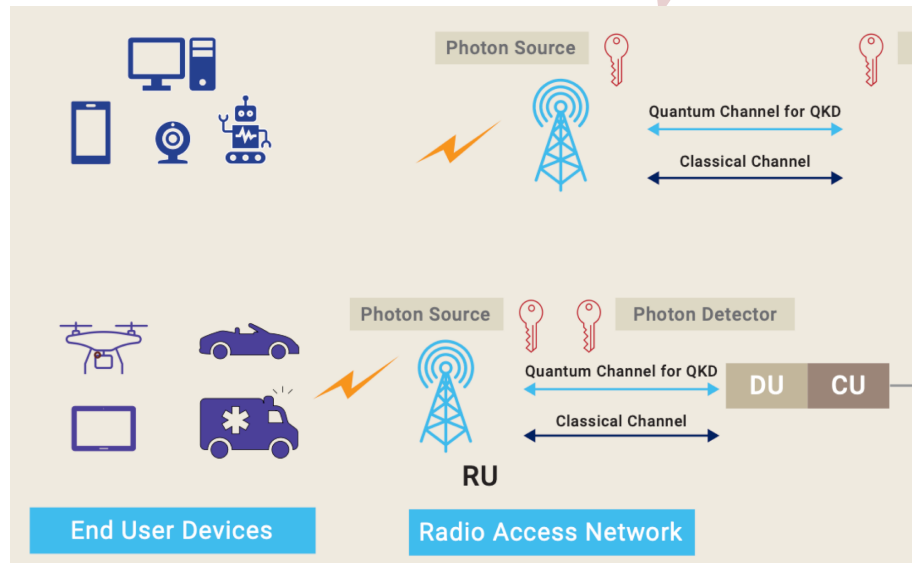 Photon Source
Quantum Channel for QKD
Classical Channel
Photon Source
Photon Detector
Quantum Channel for QKD
DU
CU
Classical Channel
RU
End User Devices
Radio Access Network